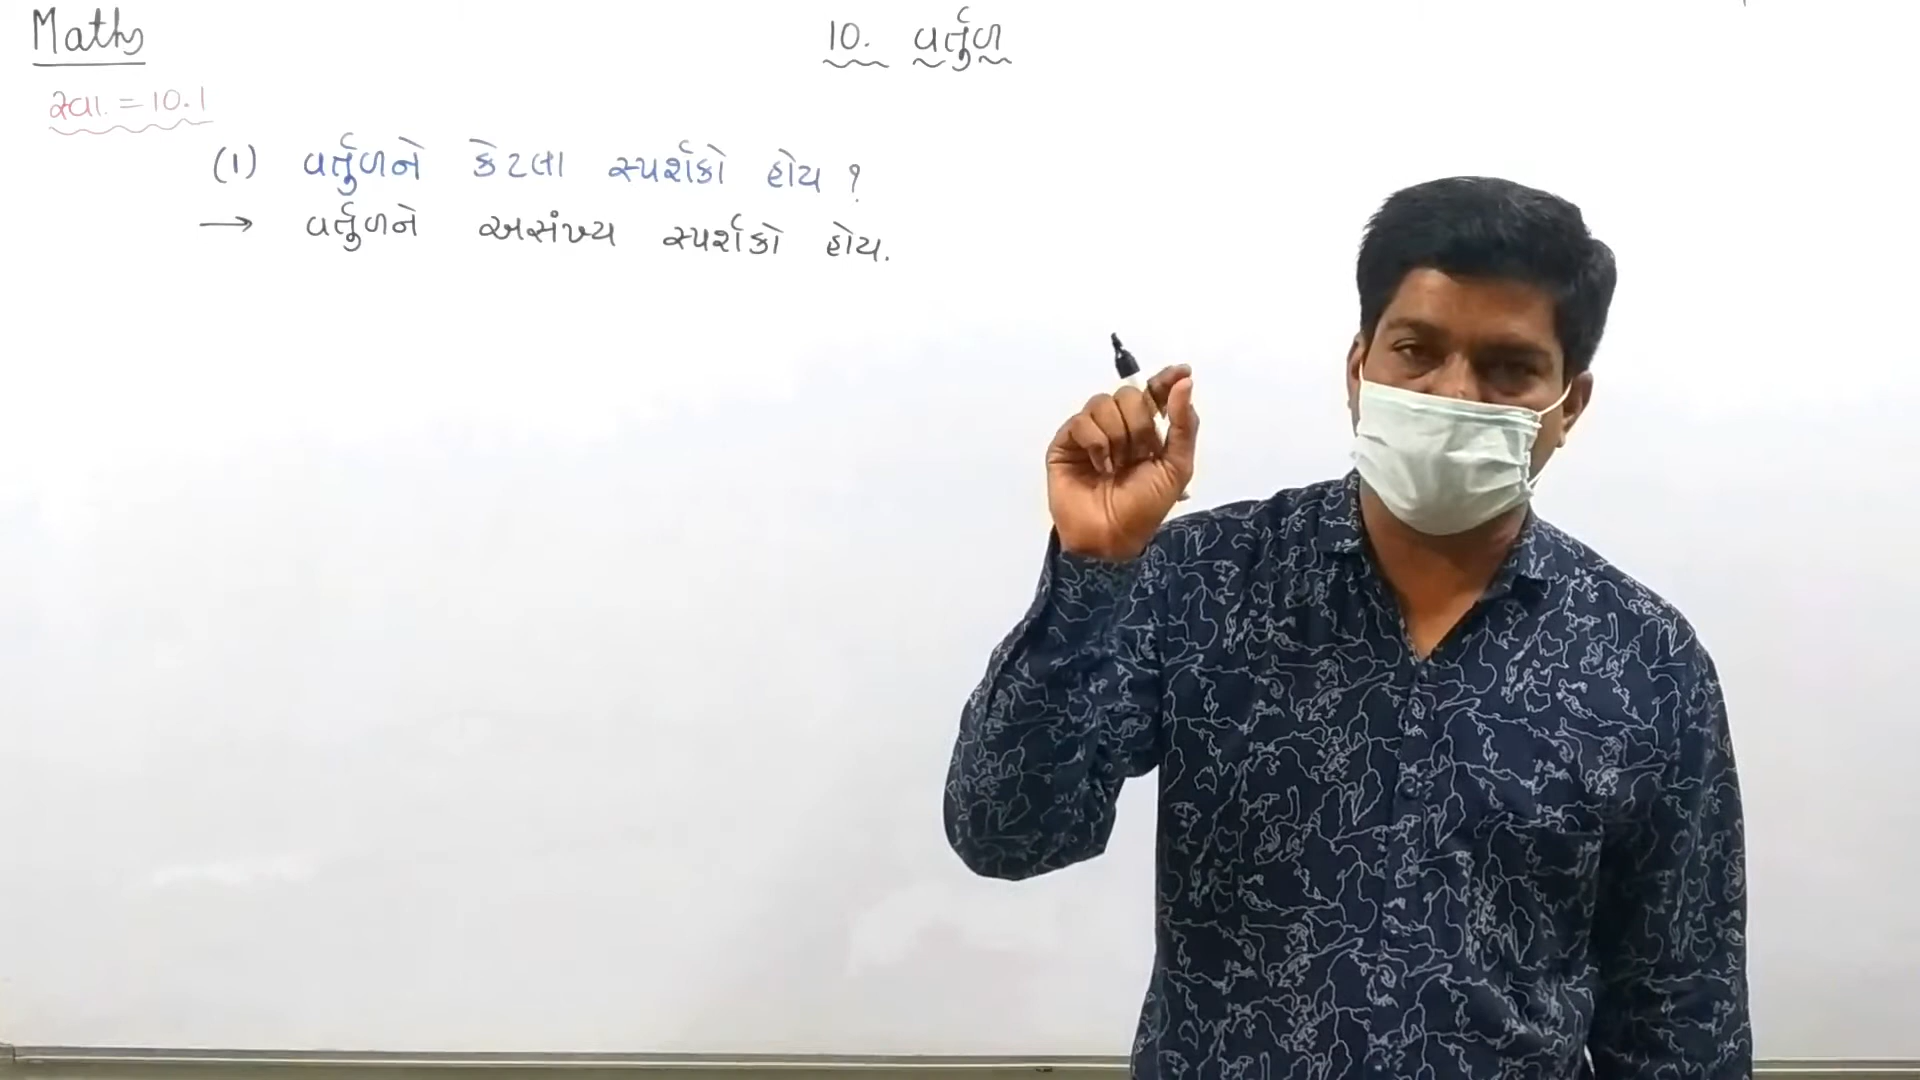 Maths
10. વર્તુળ
સ્વા. = 10.1
(1) વર્તુળને કેટલા સ્પર્શકો હોય ?
→ વર્તુળને અસંખ્ય સ્પર્શકો હોય.